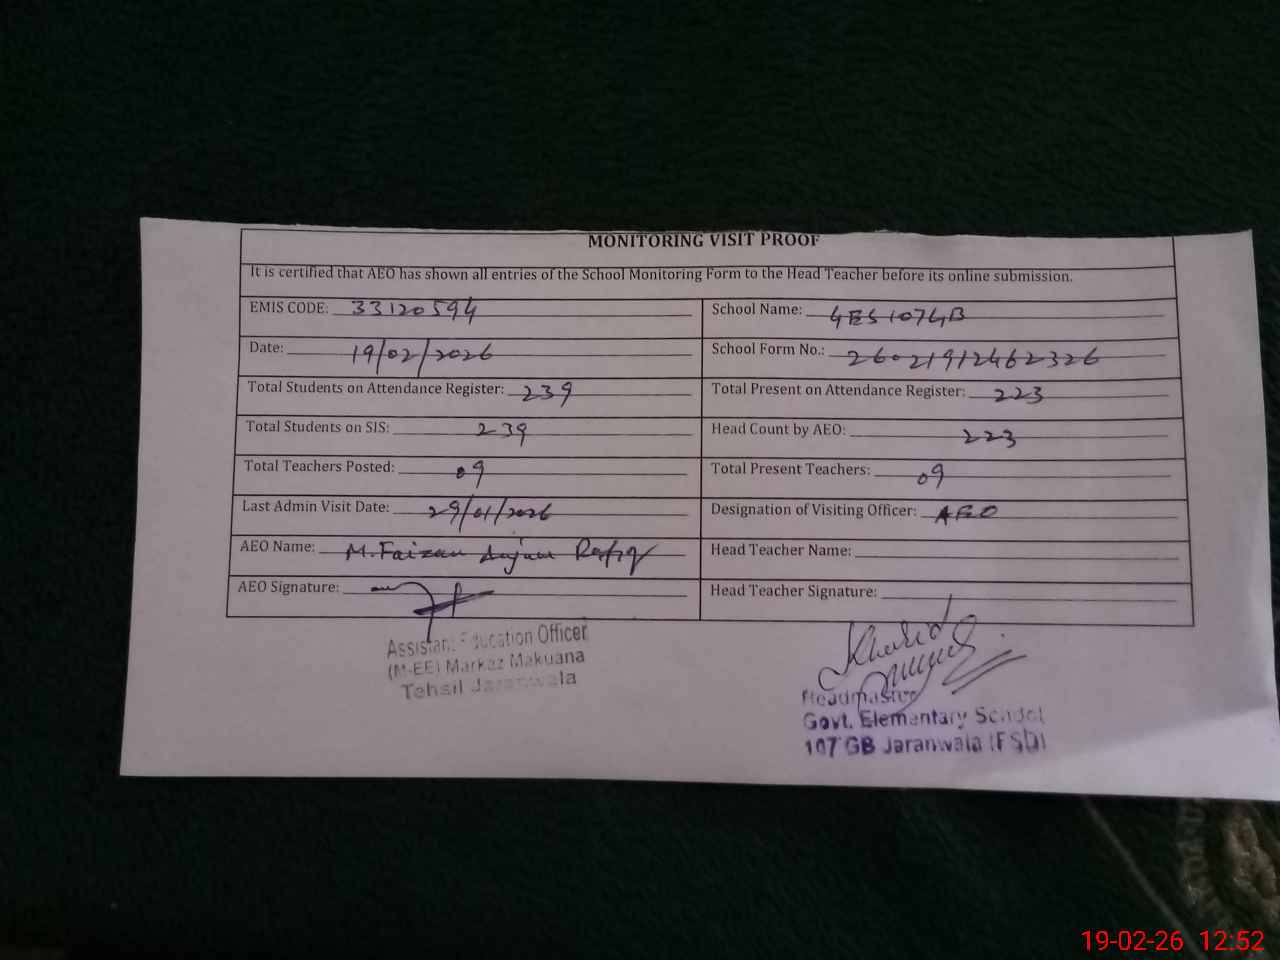 MONITORING VISIT PROOF
It is certified that AEO has shown all entries of the School Monitoring Form to the Head Teacher before its online submission.
EMIS CODE: 33120594
School Name: GES 107GB
Date: 19/02/2026
School Form No.: 26021912462326
Total Students on Attendance Register: 239
Total Present on Attendance Register: 223
Total Students on SIS: 239
Head Count by AEO: 223
Total Teachers Posted: 09
Total Present Teachers: 09
Last Admin Visit Date: 29/01/2026
Designation of Visiting Officer: AEO
AEO Name: M. Faizan Anjum Rafiq
Head Teacher Name:
AEO Signature:
Head Teacher Signature:
Assistant Education Officer
(M-EE) Markaz Makuana
Tehsil Jaranwala
Khalid
Headmaster
Govt. Elementary School
107 GB Jaranwala (FSD)
19-02-26 12:52